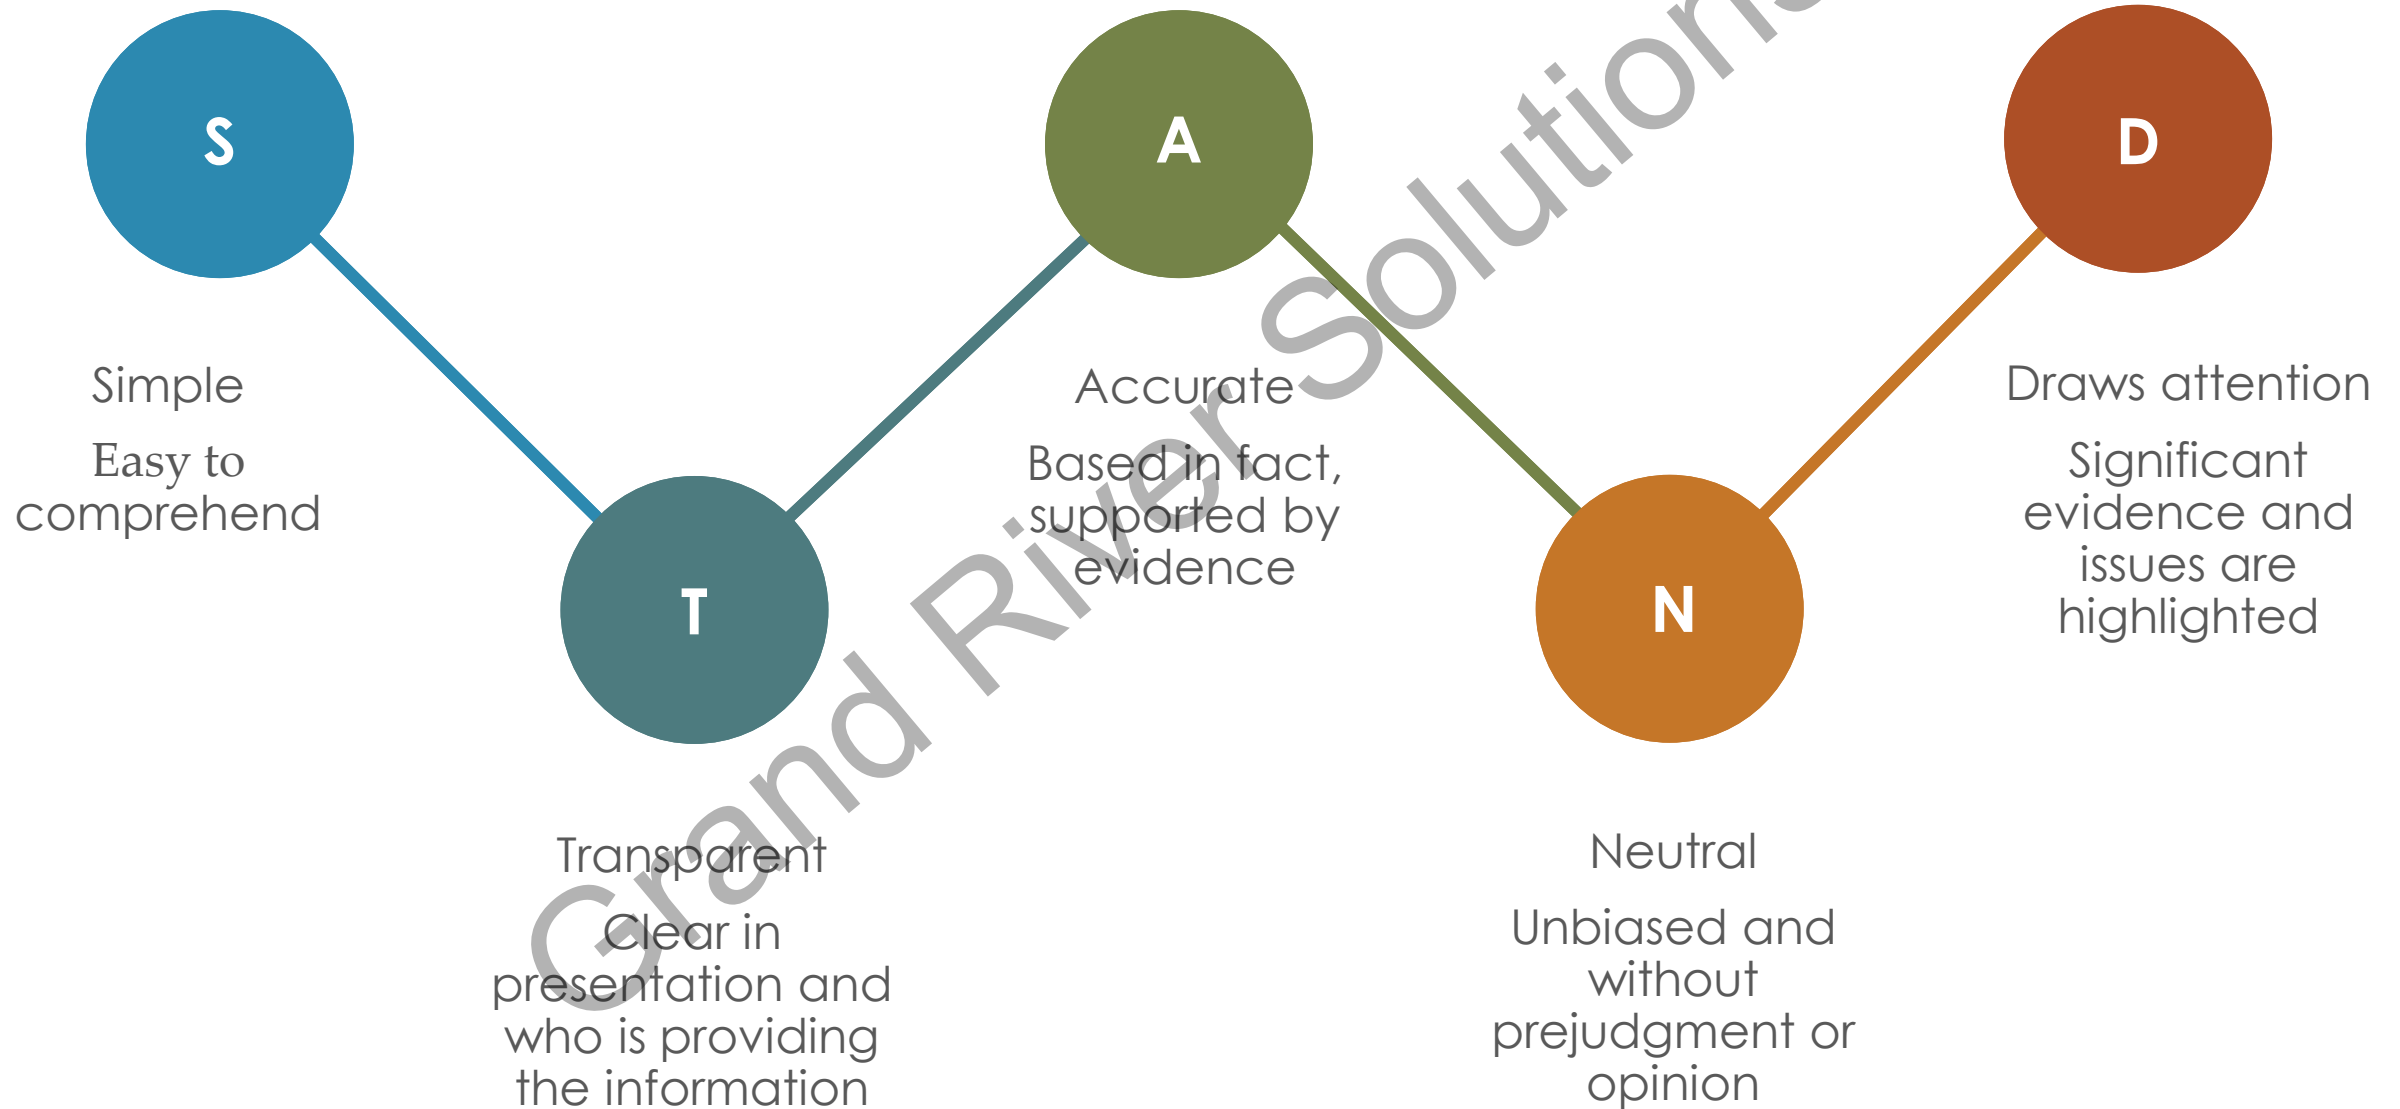 S
Simple
Easy to
comprehend
T
Transparent
Clear in
presentation and
who is providing
the information
A
Accurate
Based in fact,
supported by
evidence
N
Neutral
Unbiased and
without
prejudgment or
opinion
D
Draws attention
Significant
evidence and
issues are
highlighted
Grand River Solutions